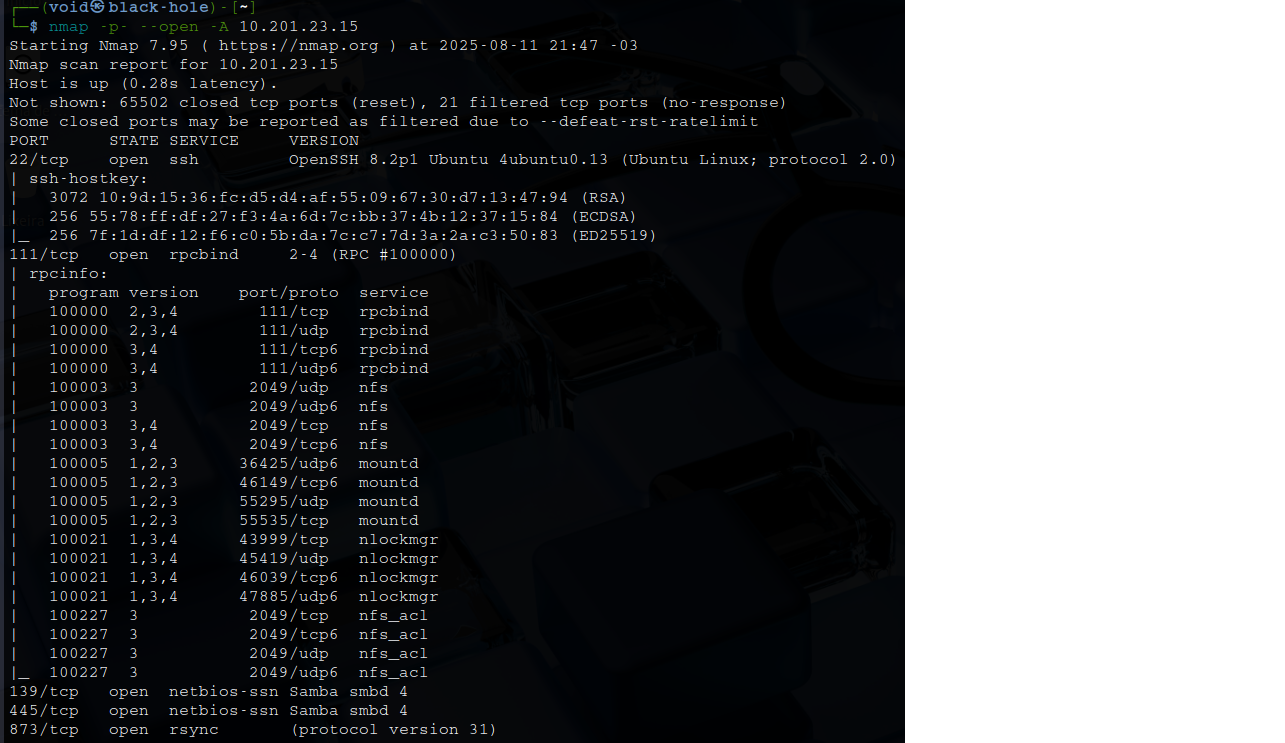 ┌──(void㉿black-hole)-[~]
└─$ nmap -p- --open -A 10.201.23.15
Starting Nmap 7.95 ( https://nmap.org ) at 2025-08-11 21:47 -03
Nmap scan report for 10.201.23.15
Host is up (0.28s latency).
Not shown: 65502 closed tcp ports (reset), 21 filtered tcp ports (no-response)
Some closed ports may be reported as filtered due to --defeat-rst-ratelimit
PORT      STATE SERVICE     VERSION
22/tcp    open  ssh         OpenSSH 8.2p1 Ubuntu 4ubuntu0.13 (Ubuntu Linux; protocol 2.0)
| ssh-hostkey:
|   3072 10:9d:15:36:fc:d5:d4:af:55:09:67:30:d7:13:47:94 (RSA)
|   256 55:78:ff:df:27:f3:4a:6d:7c:bb:37:4b:12:37:15:84 (ECDSA)
|_  256 7f:1d:df:12:f6:c0:5b:da:7c:c7:7d:3a:2a:c3:50:83 (ED25519)
111/tcp   open  rpcbind     2-4 (RPC #100000)
| rpcinfo:
|   program version    port/proto  service
|   100000  2,3,4        111/tcp   rpcbind
|   100000  2,3,4        111/udp   rpcbind
|   100000  3,4          111/tcp6  rpcbind
|   100000  3,4          111/udp6  rpcbind
|   100003  3           2049/udp   nfs
|   100003  3           2049/udp6  nfs
|   100003  3,4         2049/tcp   nfs
|   100003  3,4         2049/tcp6  nfs
|   100005  1,2,3      36425/udp6  mountd
|   100005  1,2,3      46149/tcp6  mountd
|   100005  1,2,3      55295/udp   mountd
|   100005  1,2,3      55535/tcp   mountd
|   100021  1,3,4      43999/tcp   nlockmgr
|   100021  1,3,4      45419/udp   nlockmgr
|   100021  1,3,4      46039/tcp6  nlockmgr
|   100021  1,3,4      47885/udp6  nlockmgr
|   100227  3           2049/tcp   nfs_acl
|   100227  3           2049/tcp6  nfs_acl
|   100227  3           2049/udp   nfs_acl
|_  100227  3           2049/udp6  nfs_acl
139/tcp   open  netbios-ssn Samba smbd 4
445/tcp   open  netbios-ssn Samba smbd 4
873/tcp   open  rsync       (protocol version 31)